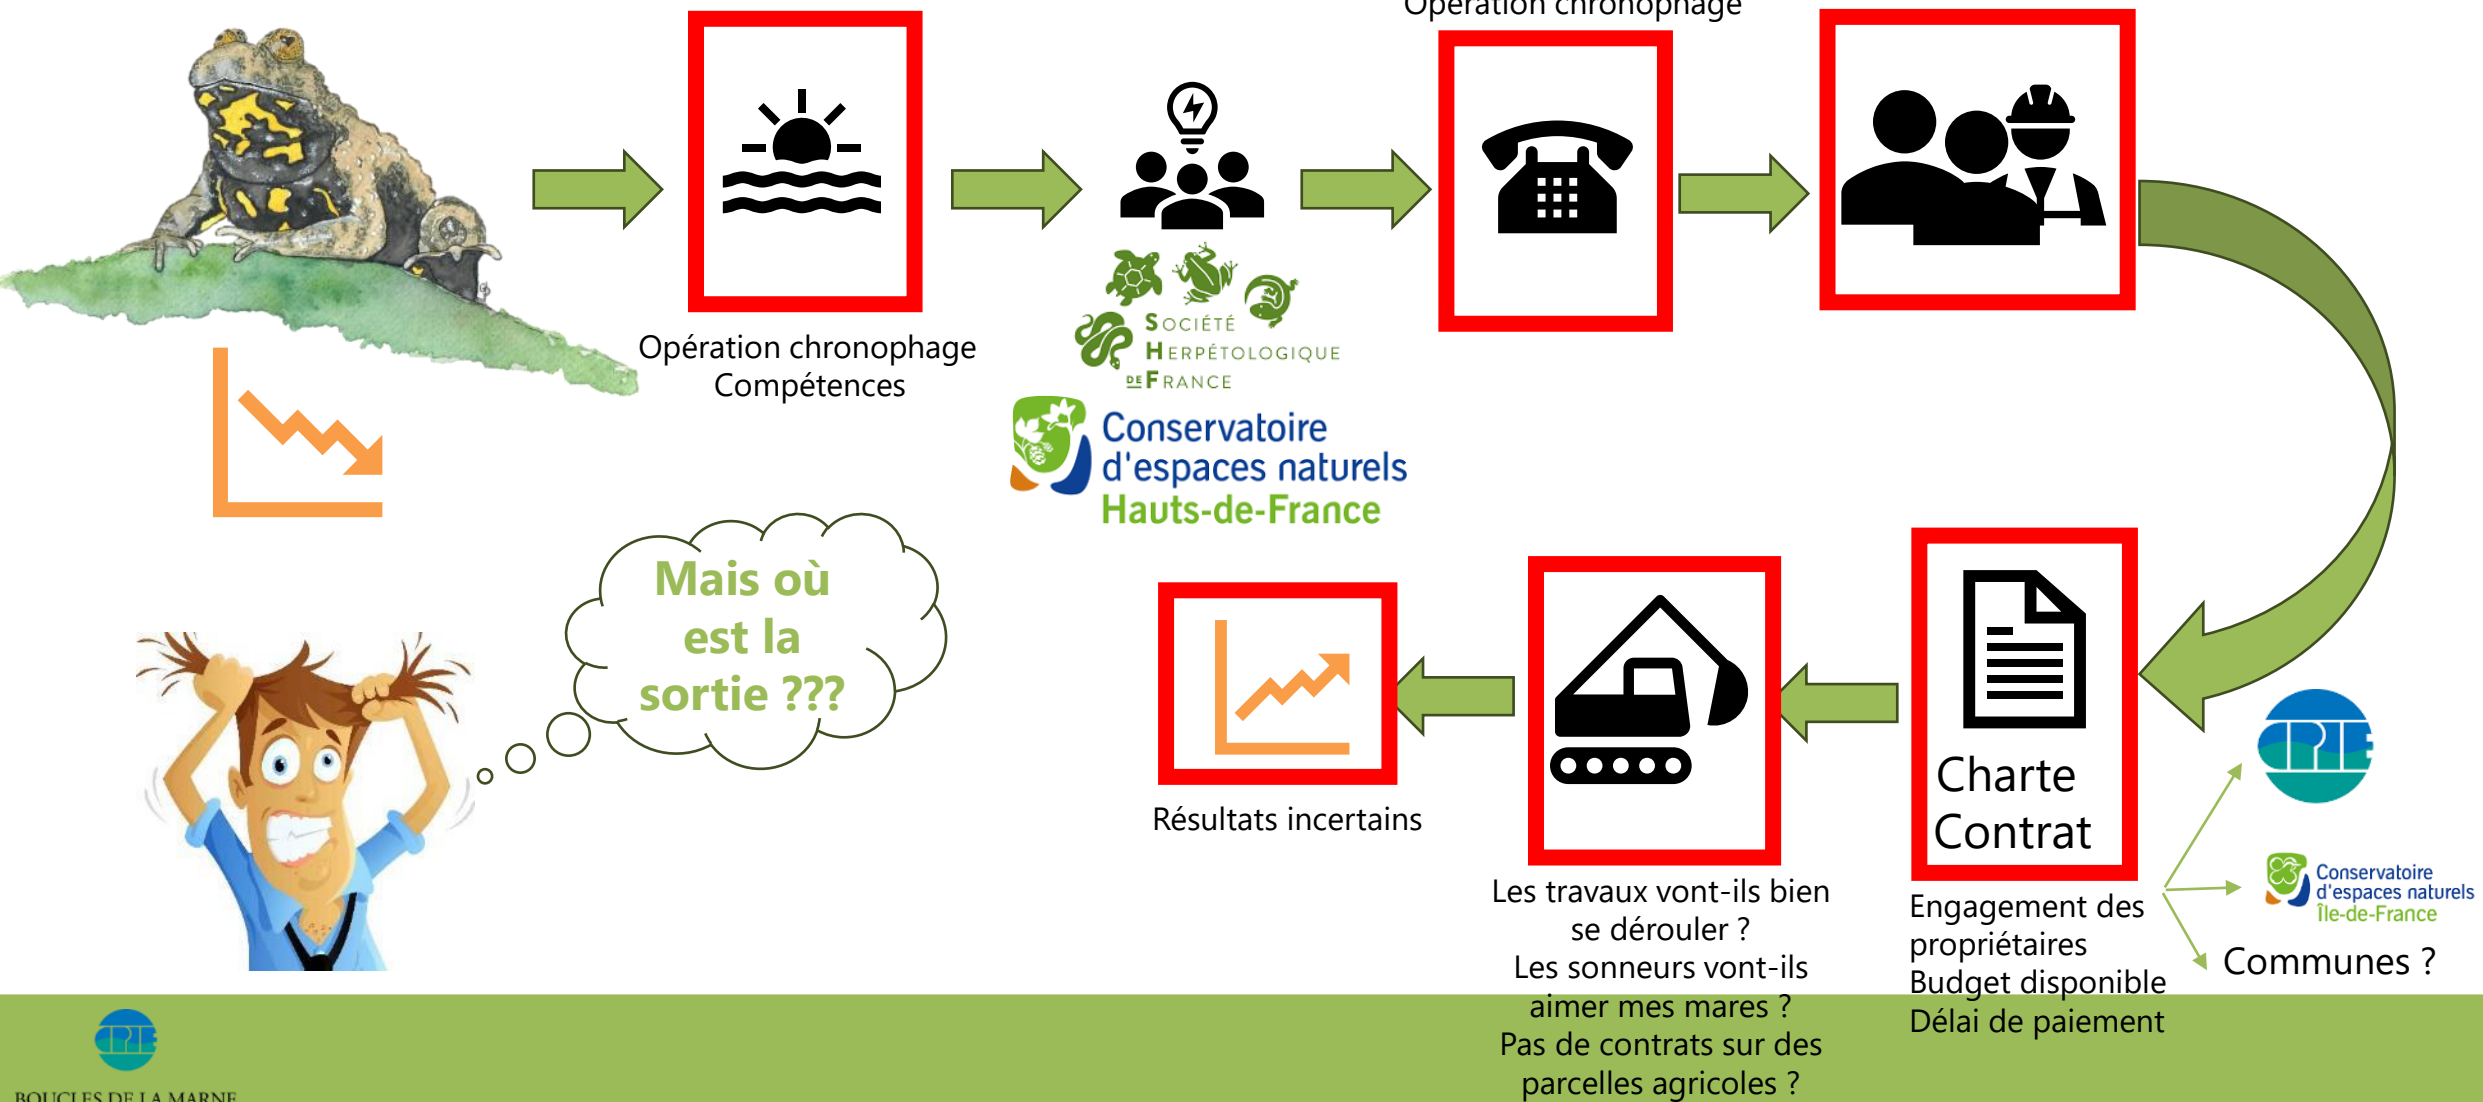 Opération chronophage
Opération chronophage
Compétences
SOCIÉTÉ
HERPÉTOLOGIQUE
DE FRANCE
Conservatoire
d'espaces naturels
Hauts-de-France
Mais où
est la
sortie ???
Résultats incertains
Les travaux vont-ils bien
se dérouler ?
Les sonneurs vont-ils
aimer mes mares ?
Pas de contrats sur des
parcelles agricoles ?
Charte
Contrat
Engagement des
propriétaires
Budget disponible
Délai de paiement
CPIE
Conservatoire
d'espaces naturels
Île-de-France
Communes ?
CPIE
BOUCLES DE LA MARNE